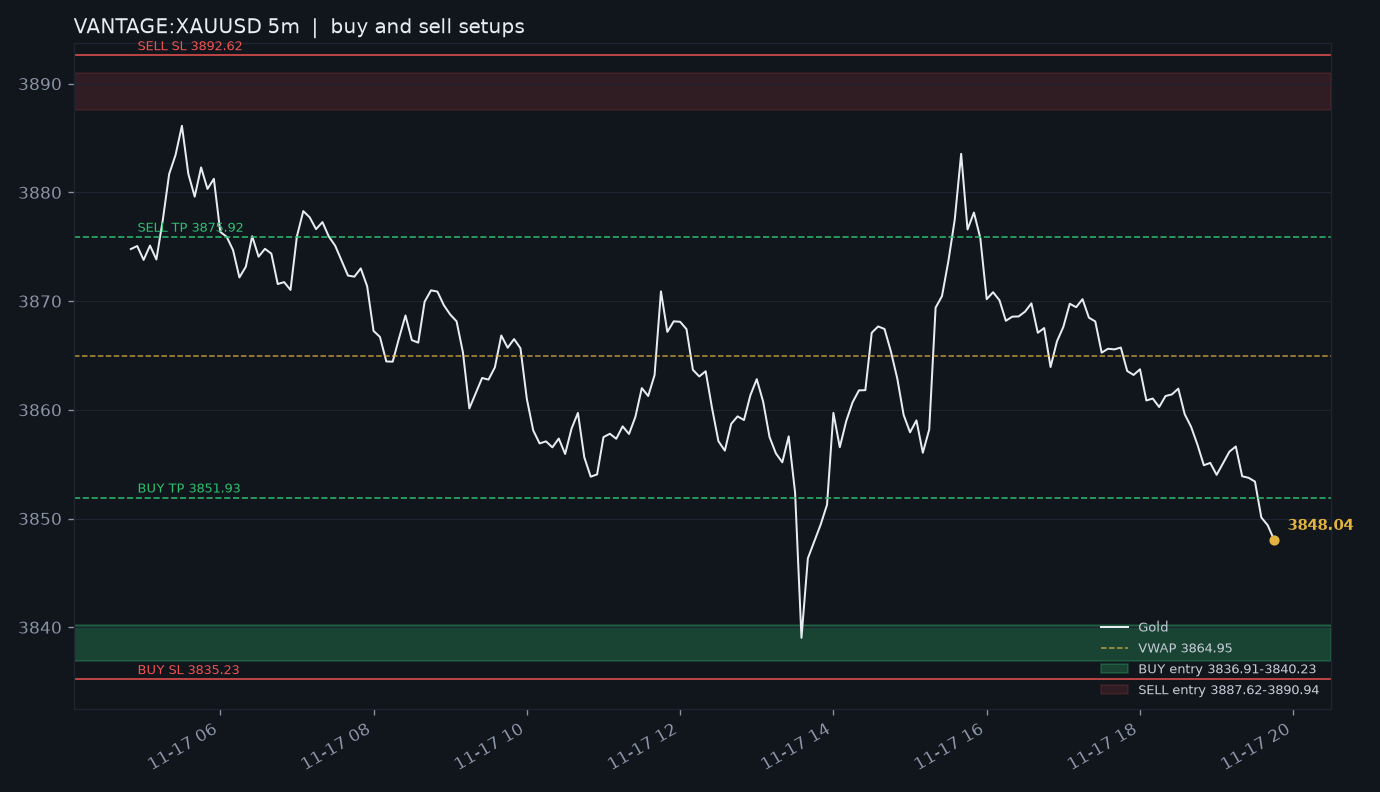 VANTAGE:XAUUSD 5m | buy and sell setups
SELL SL 3892.62
3890
3880
SELL TP 3875.92
3870
3860
BUY TP 3851.93
3850
3848.04
3840
BUY SL 3835.23
Gold
VWAP 3864.95
BUY entry 3836.91-3840.23
SELL entry 3887.62-3890.94
11-17 06
11-17 08
11-17 10
11-17 12
11-17 14
11-17 16
11-17 18
11-17 20